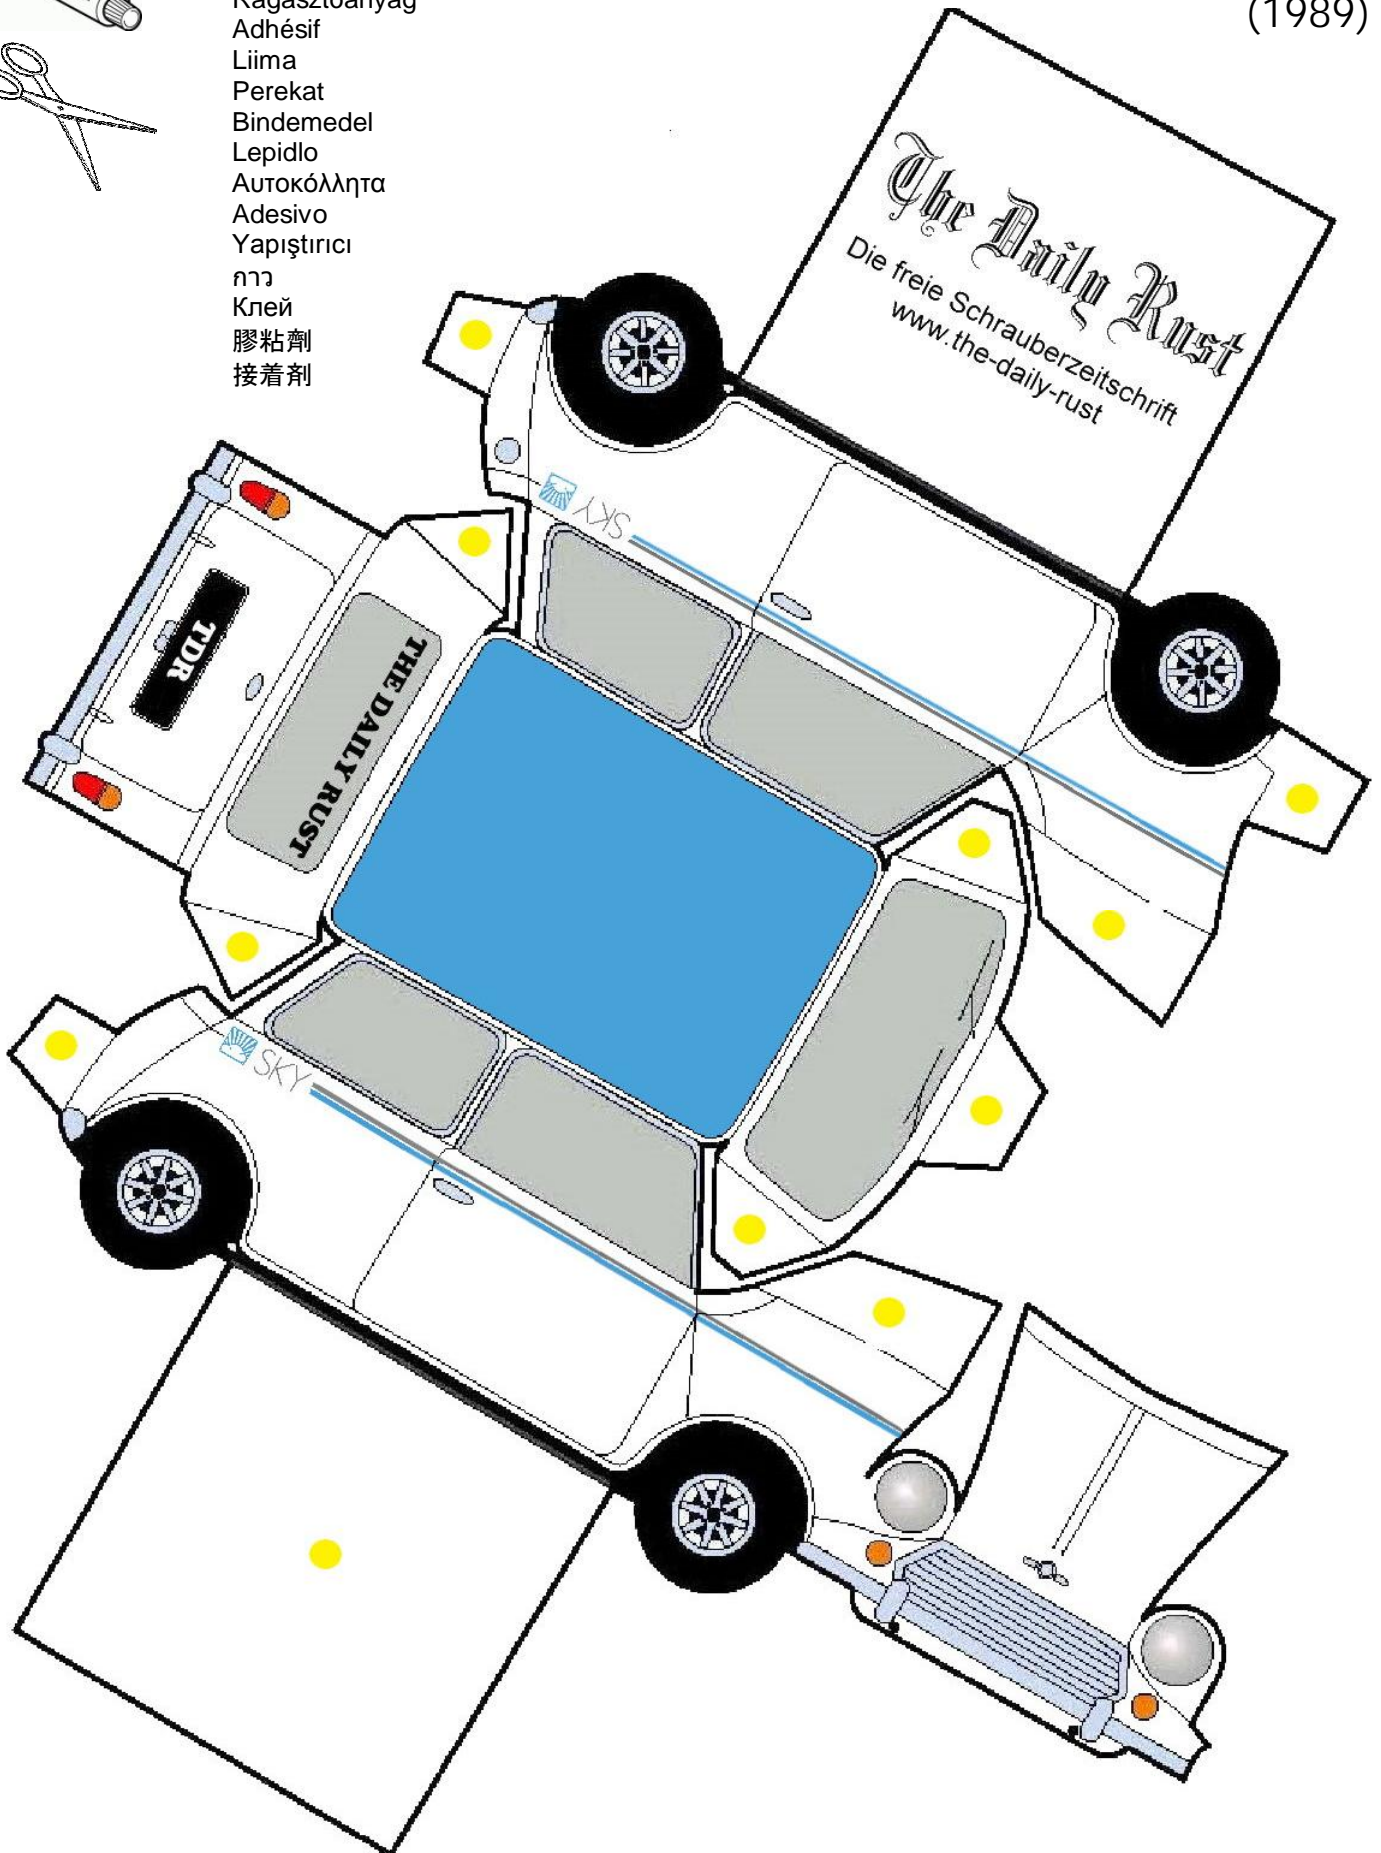 Ragasztóanyag
Adhésif
Liima
Perekat
Bindemedel
Lepidlo
Αυτοκόλλητα
Adesivo
Yapıştırıcı
กาว
Клей
膠粘劑
接着剤
(1989)
The Daily Rust
Die freie Schrauberzeitschrift
www.the-daily-rust
SKY
TDR
THE DAILY RUST
SKY